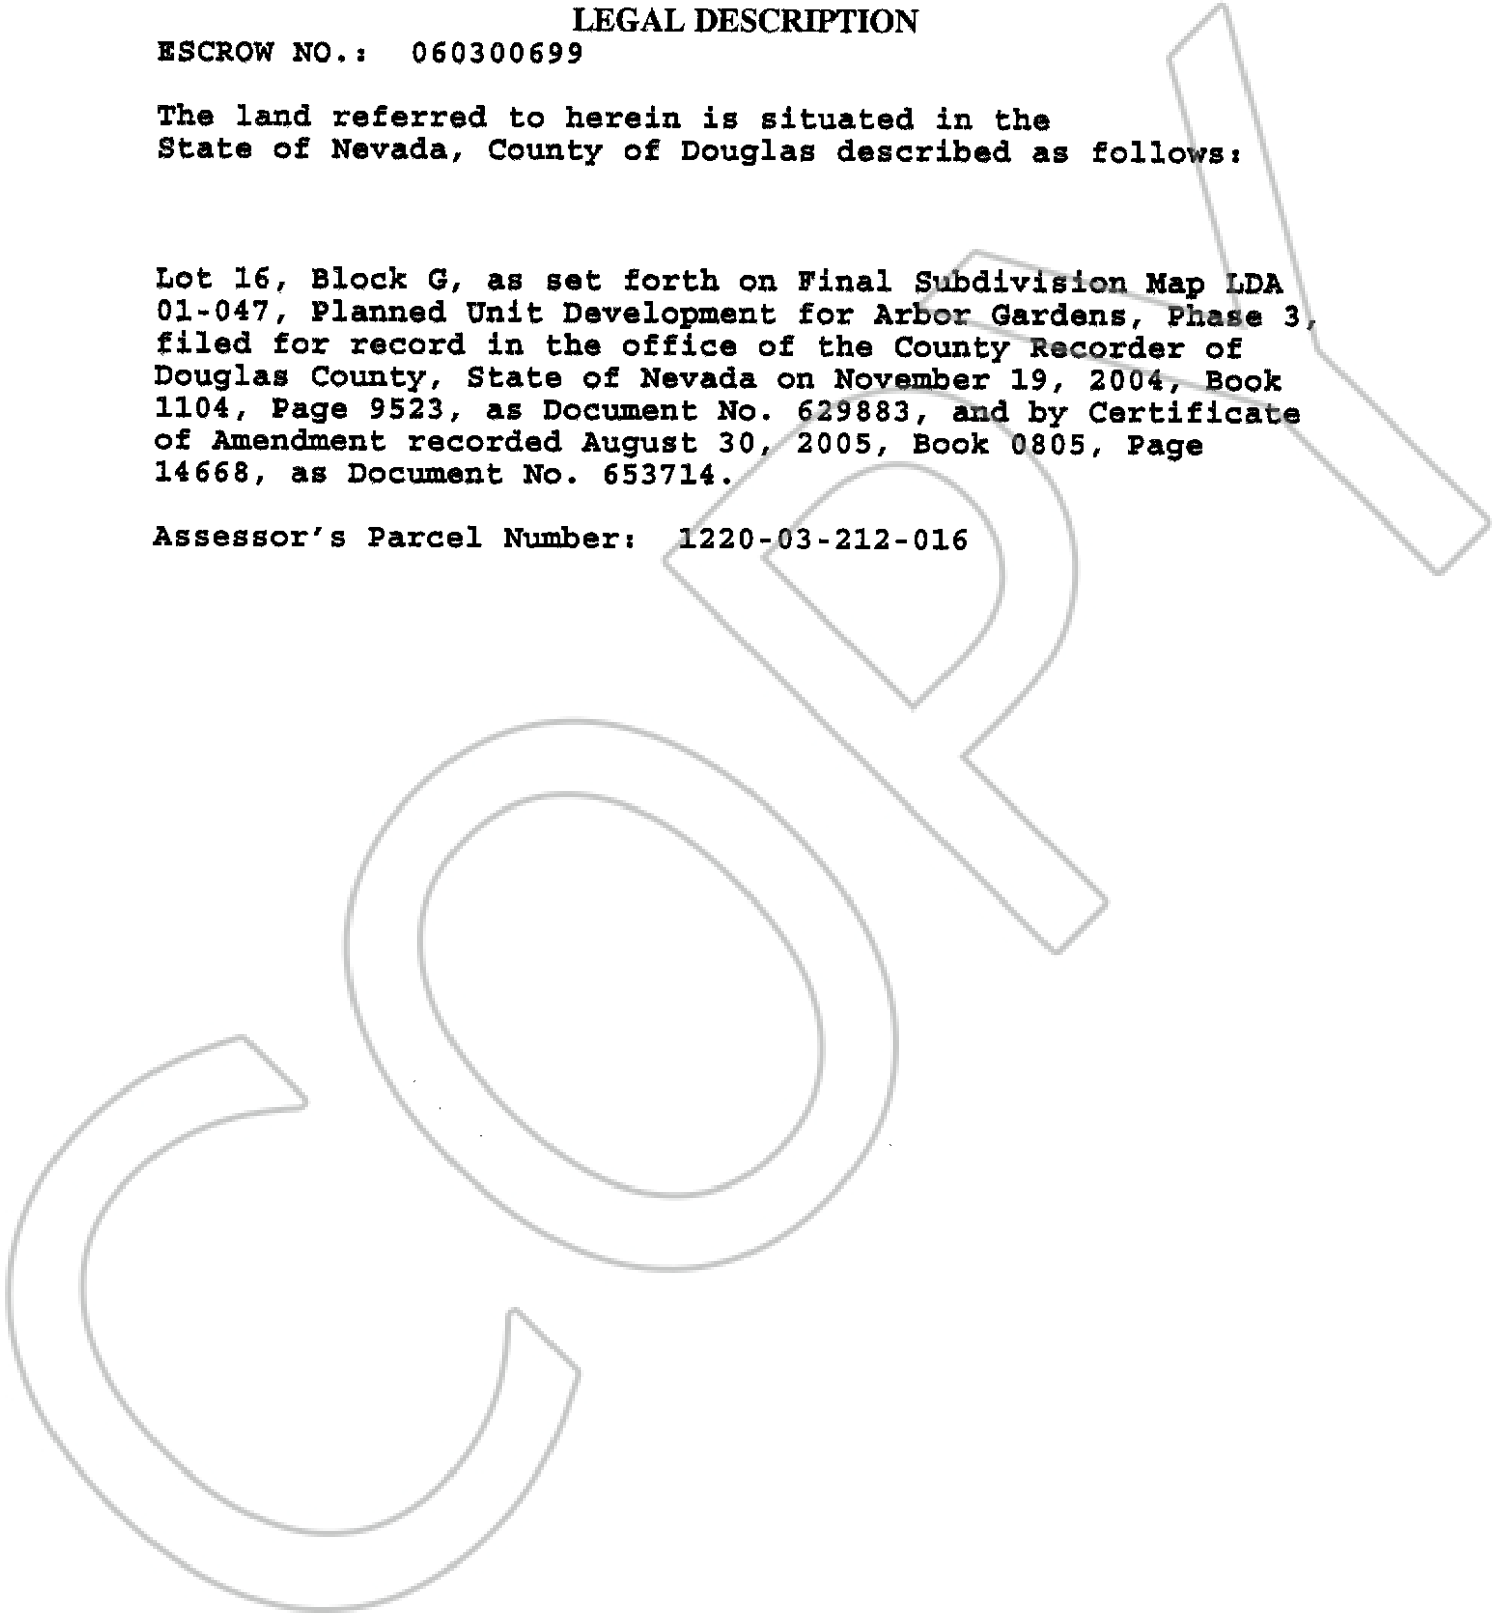 LEGAL DESCRIPTION
ESCROW NO.: 060300699
The land referred to herein is situated in the
State of Nevada, County of Douglas described as follows:
Lot 16, Block G, as set forth on Final Subdivision Map LDA
01-047, Planned Unit Development for Arbor Gardens, Phase 3,
filed for record in the office of the County Recorder of
Douglas County, State of Nevada on November 19, 2004, Book
1104, Page 9523, as Document No. 629883, and by Certificate
of Amendment recorded August 30, 2005, Book 0805, Page
14668, as Document No. 653714.
Assessor's Parcel Number: 1220-03-212-016
COPY